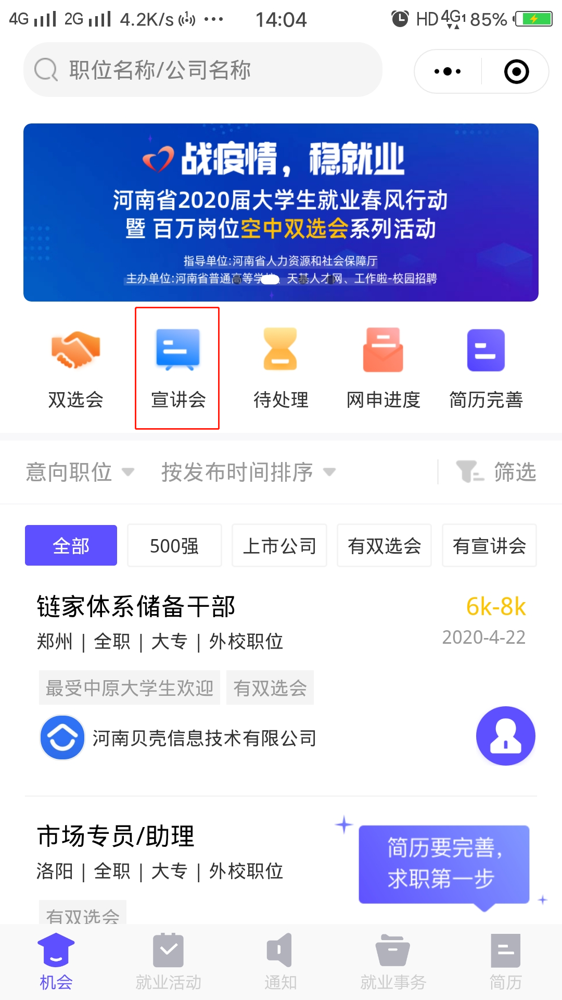 4G 2G 4.2K/s 14:04 HD 4G 1 85%
职位名称/公司名称
战疫情，稳就业
河南省2020届大学生就业春风行动
暨 百万岗位空中双选会系列活动
指导单位:河南省人力资源和社会保障厅
主办单位:河南省普通高等学 、天基人才网、工作啦-校园招聘
双选会 宣讲会 待处理 网申进度 简历完善
意向职位 按发布时间排序 筛选
全部 500强 上市公司 有双选会 有宣讲会
链家体系储备干部 6k-8k
郑州 | 全职 | 大专 | 外校职位 2020-4-22
最受中原大学生欢迎 有双选会
河南贝壳信息技术有限公司
市场专员/助理
洛阳 | 全职 | 大专 | 外校职位
简历要完善，
求职第一步
有双选会
机会 就业活动 通知 就业事务 简历